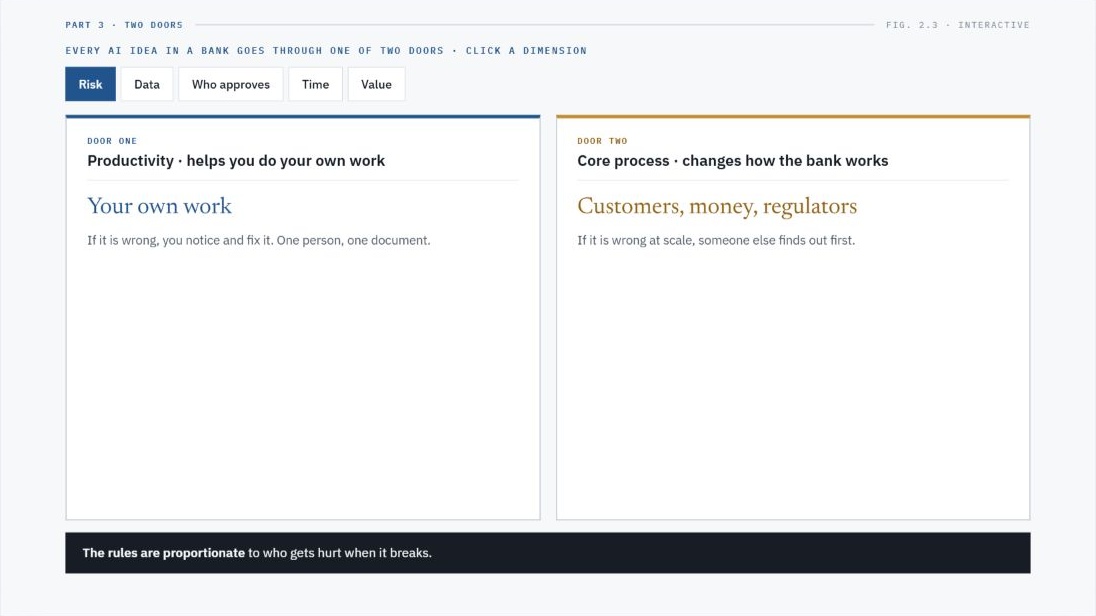 PART 3 · TWO DOORS
FIG. 2.3 · INTERACTIVE
EVERY AI IDEA IN A BANK GOES THROUGH ONE OF TWO DOORS · CLICK A DIMENSION
Risk
Data
Who approves
Time
Value
DOOR ONE
Productivity · helps you do your own work
Your own work
If it is wrong, you notice and fix it. One person, one document.
DOOR TWO
Core process · changes how the bank works
Customers, money, regulators
If it is wrong at scale, someone else finds out first.
The rules are proportionate to who gets hurt when it breaks.